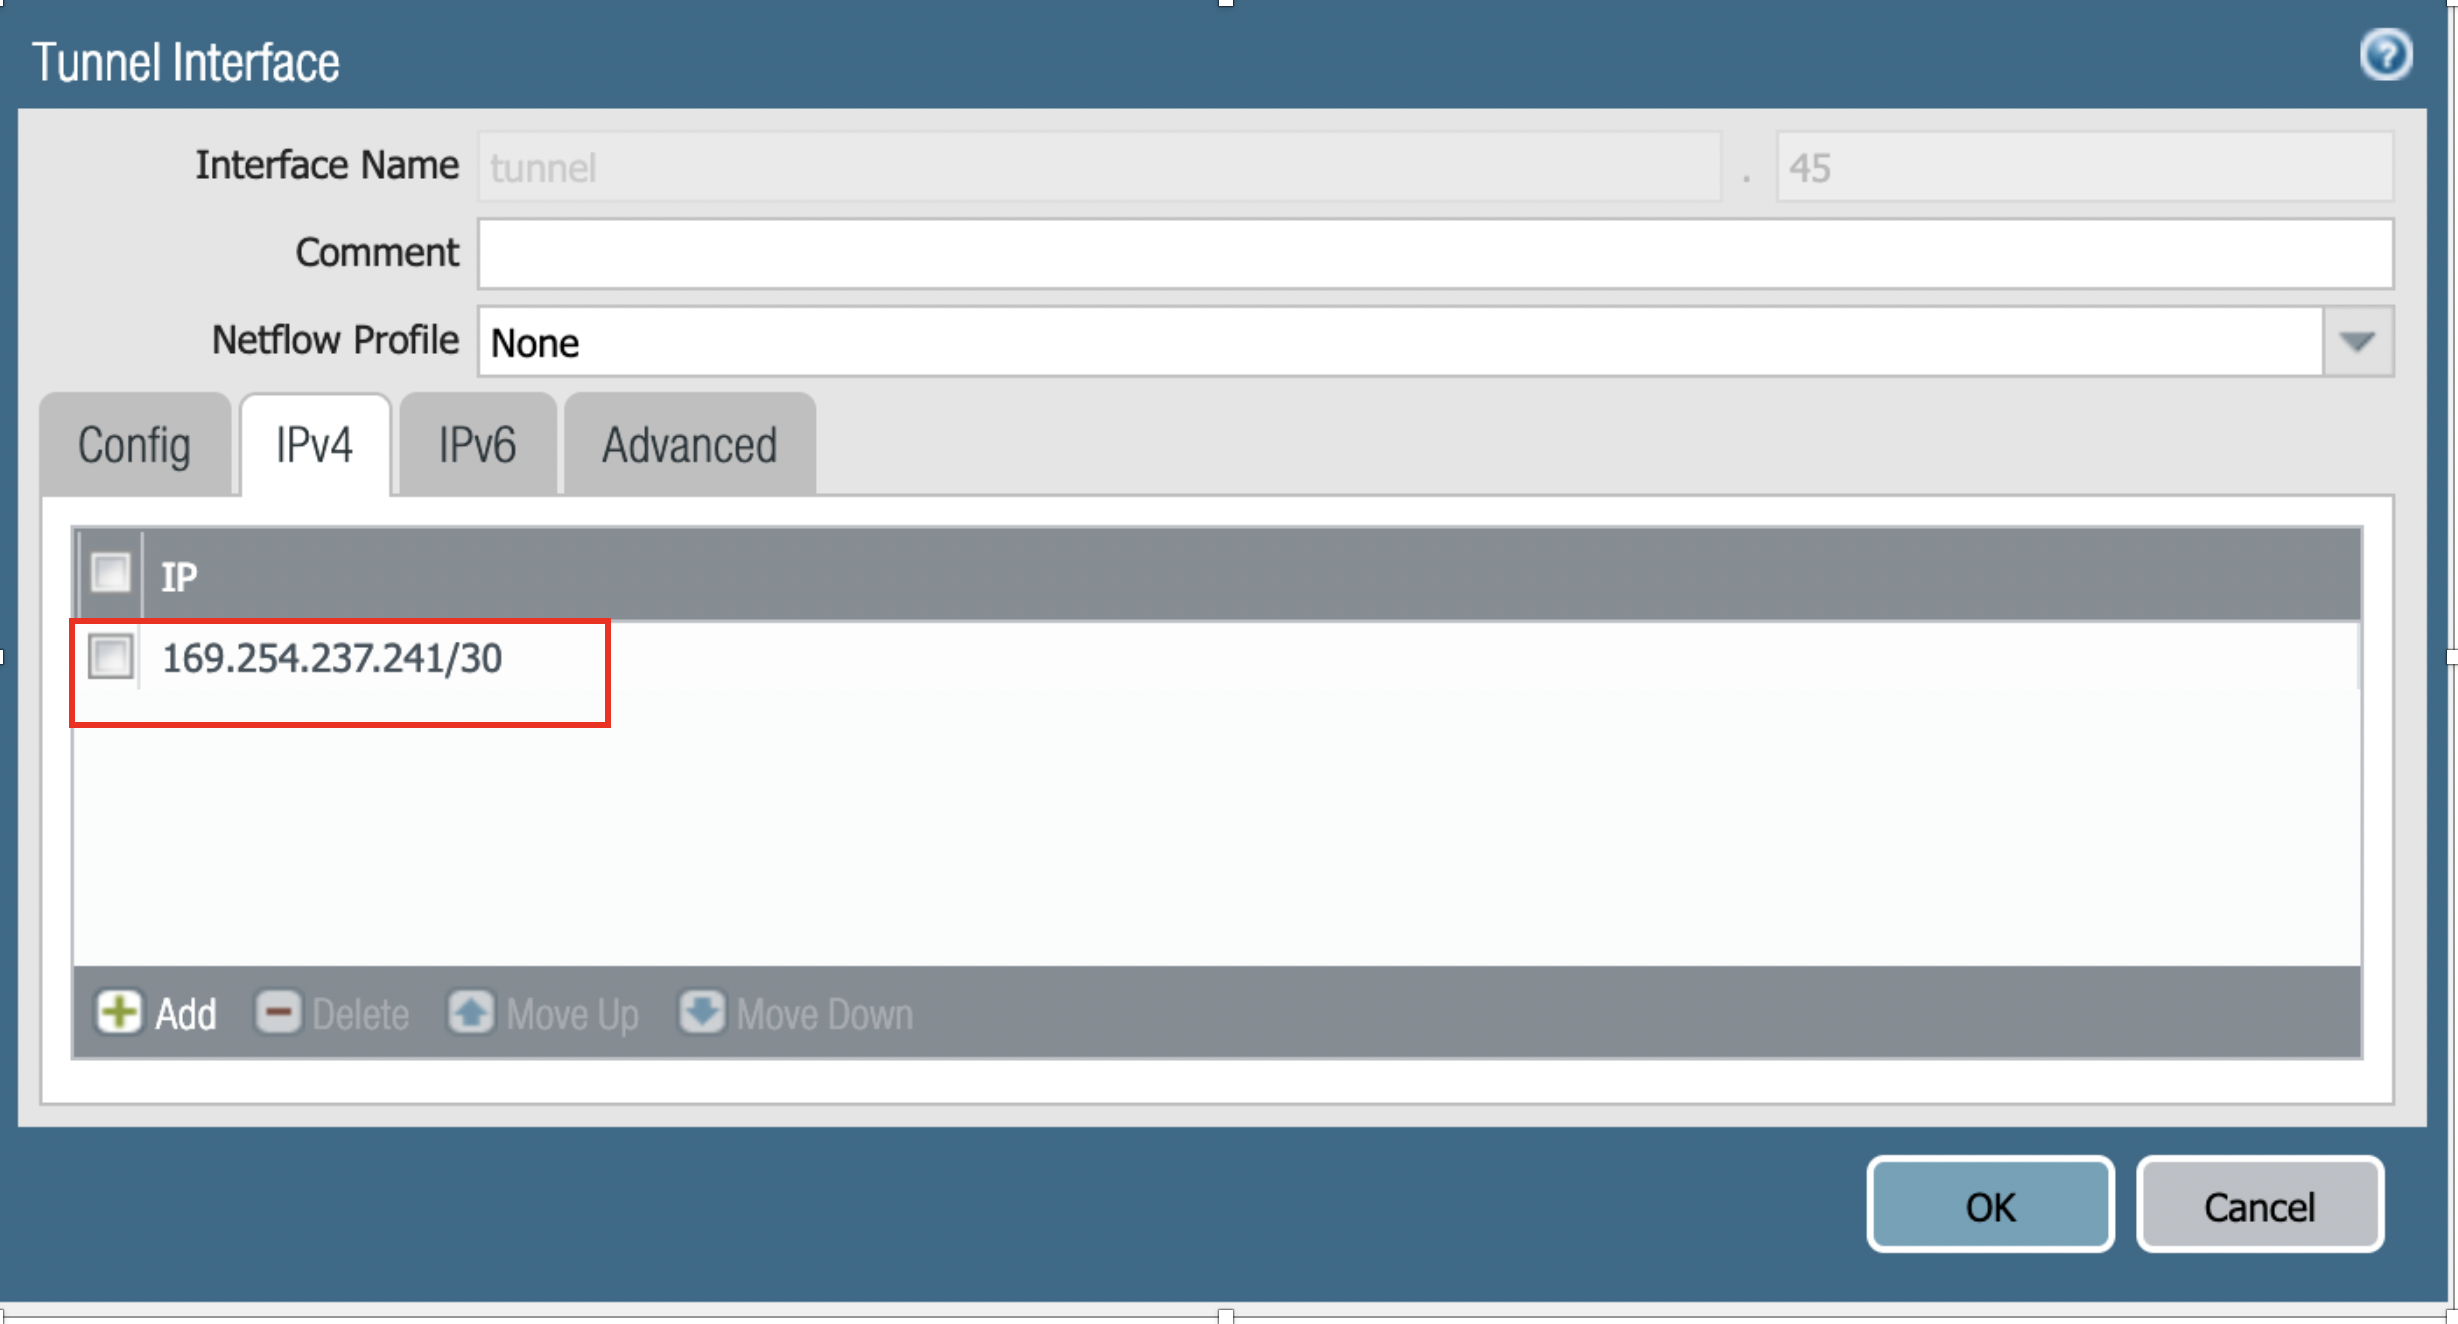 Tunnel Interface
?
Interface Name tunnel . 45
Comment
Netflow Profile None
Config IPv4 IPv6 Advanced
IP
169.254.237.241/30
Add Delete Move Up Move Down
OK Cancel